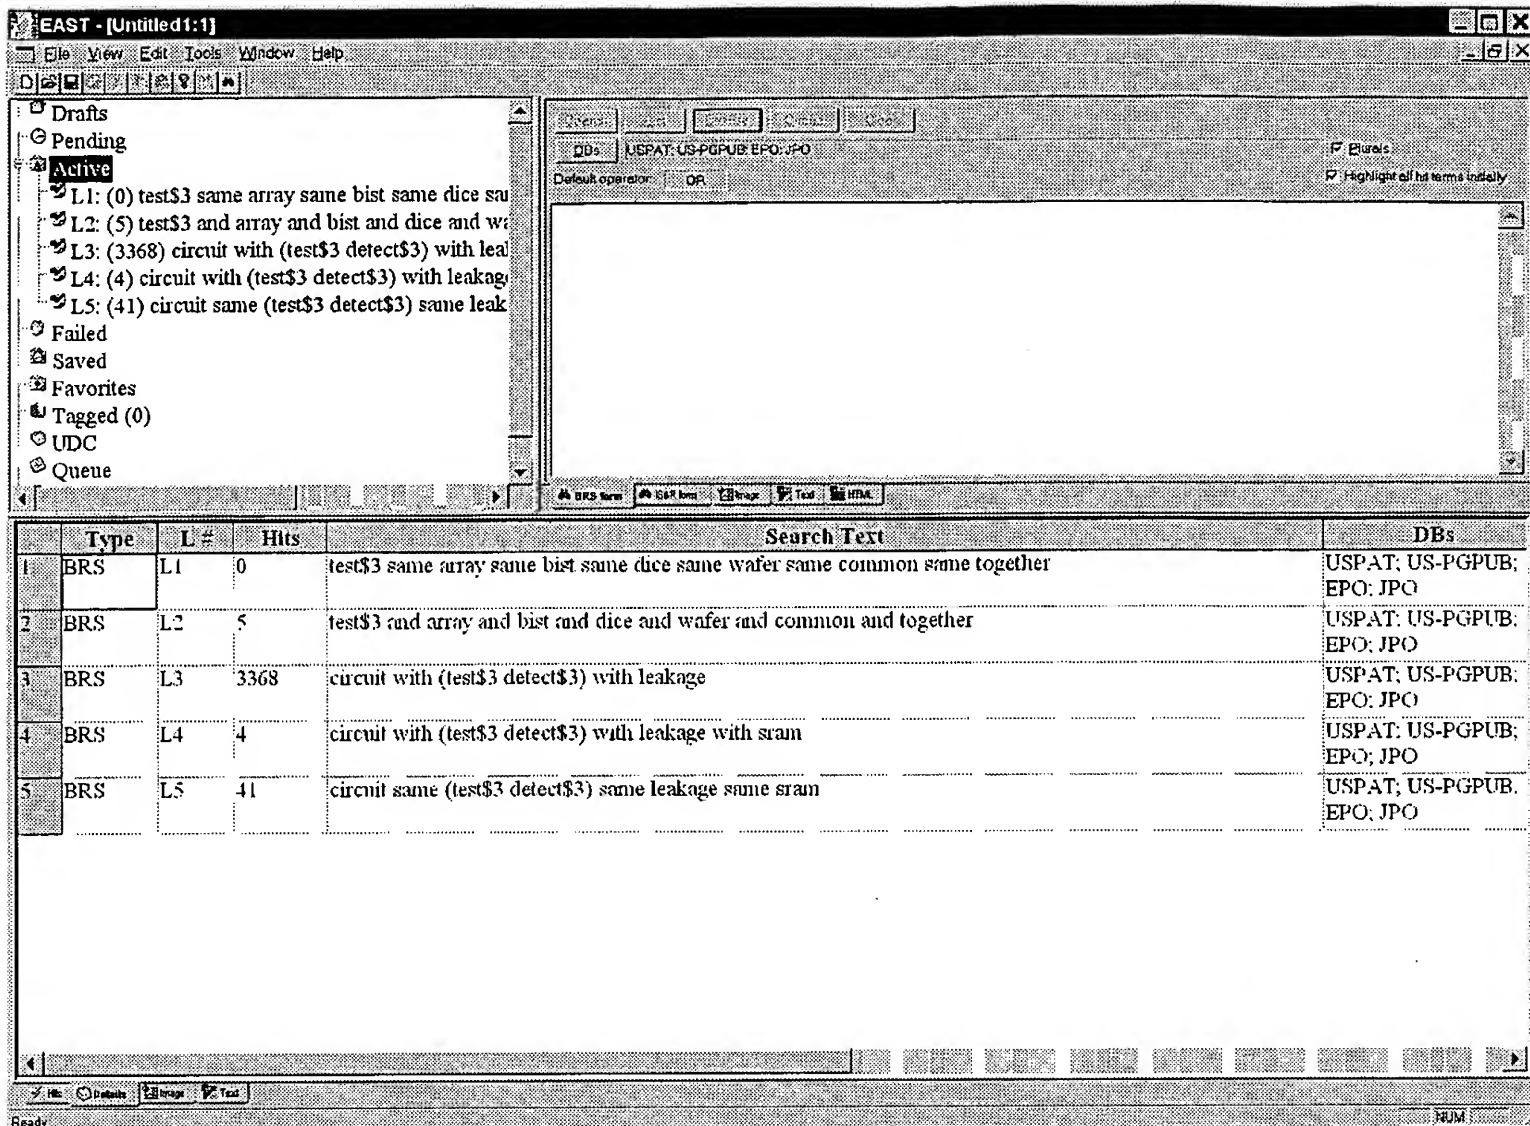 EAST - [Untitled1:1]
File View Edit Tools Window Help
Drafts
Pending
Active
L1: (0) test$3 same array same bist same dice sa
L2: (5) test$3 and array and bist and dice and wa
L3: (3368) circuit with (test$3 detect$3) with leal
L4: (4) circuit with (test$3 detect$3) with leakage
L5: (41) circuit same (test$3 detect$3) same leak
Failed
Saved
Favorites
Tagged (0)
UDC
Queue
DBs USPAT; US-PGPUB; EPO; JPO
Plurals
Default operator: OR
Highlight all hit terms initially
BRS form IS&R form Image Text HTML
Type L # Hits Search Text DBs
1 BRS L1 0 test$3 same array same bist same dice same wafer same common same together USPAT; US-PGPUB;
EPO; JPO
2 BRS L2 5 test$3 and array and bist and dice and wafer and common and together USPAT; US-PGPUB;
EPO; JPO
3 BRS L3 3368 circuit with (test$3 detect$3) with leakage USPAT; US-PGPUB;
EPO; JPO
4 BRS L4 4 circuit with (test$3 detect$3) with leakage with sram USPAT; US-PGPUB;
EPO; JPO
5 BRS L5 41 circuit same (test$3 detect$3) same leakage same sram USPAT; US-PGPUB;
EPO; JPO
Hits Details Image Text
Ready NUM